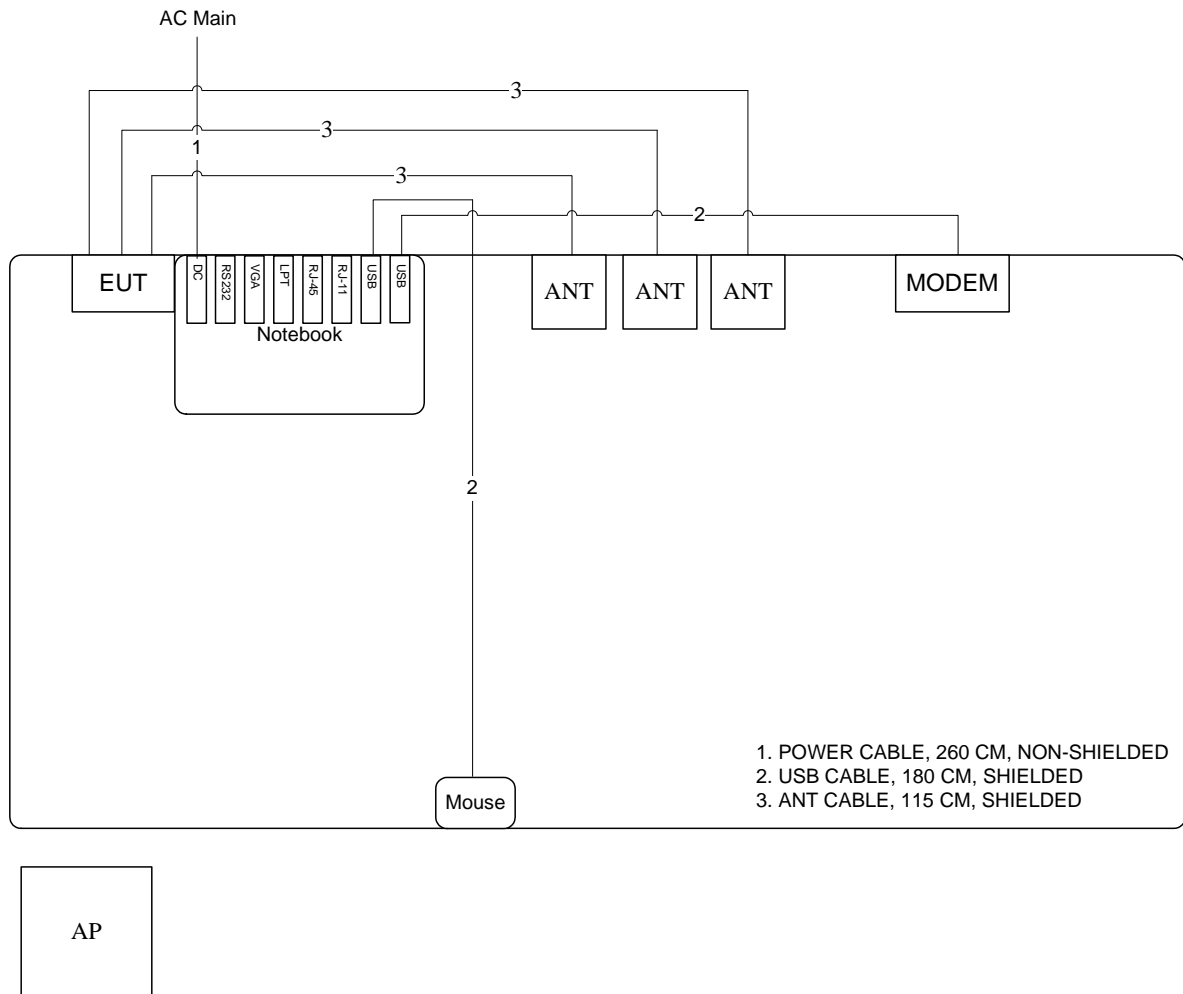 AC Main
3
3
1
3
2
EUT
DC
RS232
VGA
LPT
RJ-45
RJ-11
USB
USB
Notebook
ANT
ANT
ANT
MODEM
2
1. POWER CABLE, 260 CM, NON-SHIELDED
2. USB CABLE, 180 CM, SHIELDED
3. ANT CABLE, 115 CM, SHIELDED
Mouse
AP